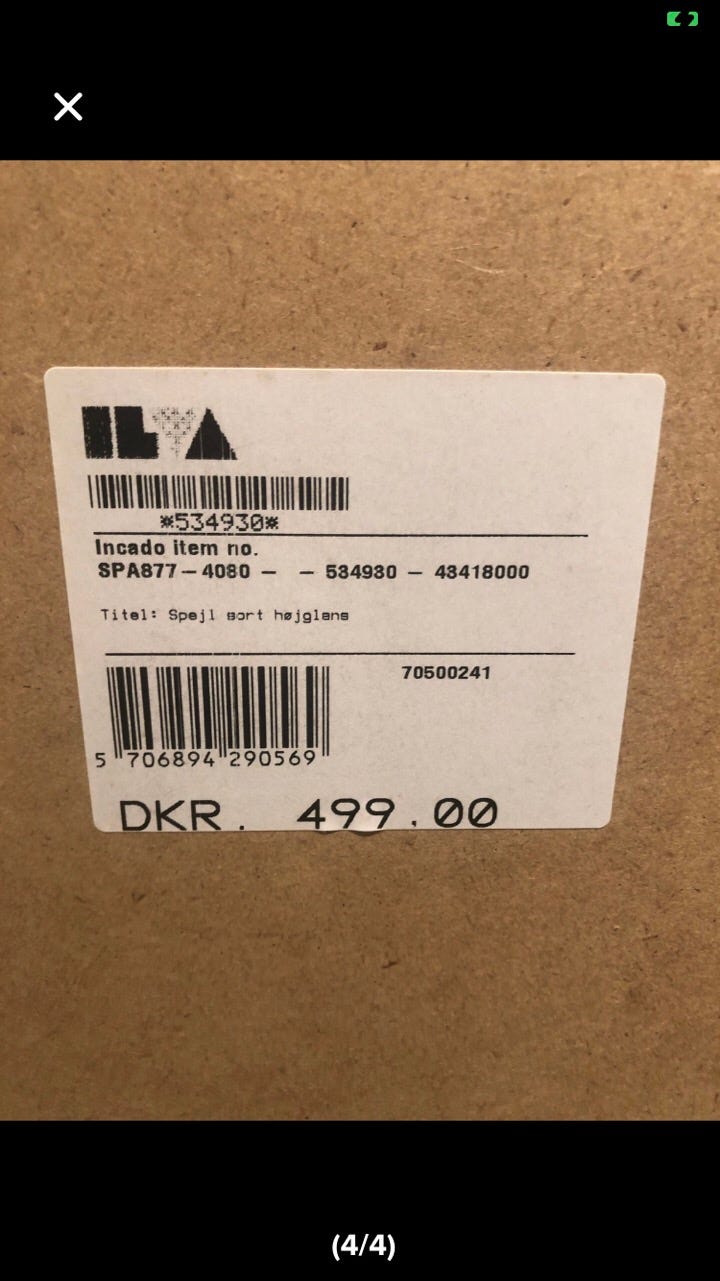 ILVA
*534930*
Incado item no.
SPA877-4080 - - 534930 - 43418000
Titel: Spejl sort højglans
70500241
5 706894 290569
DKR. 499.00
(4/4)